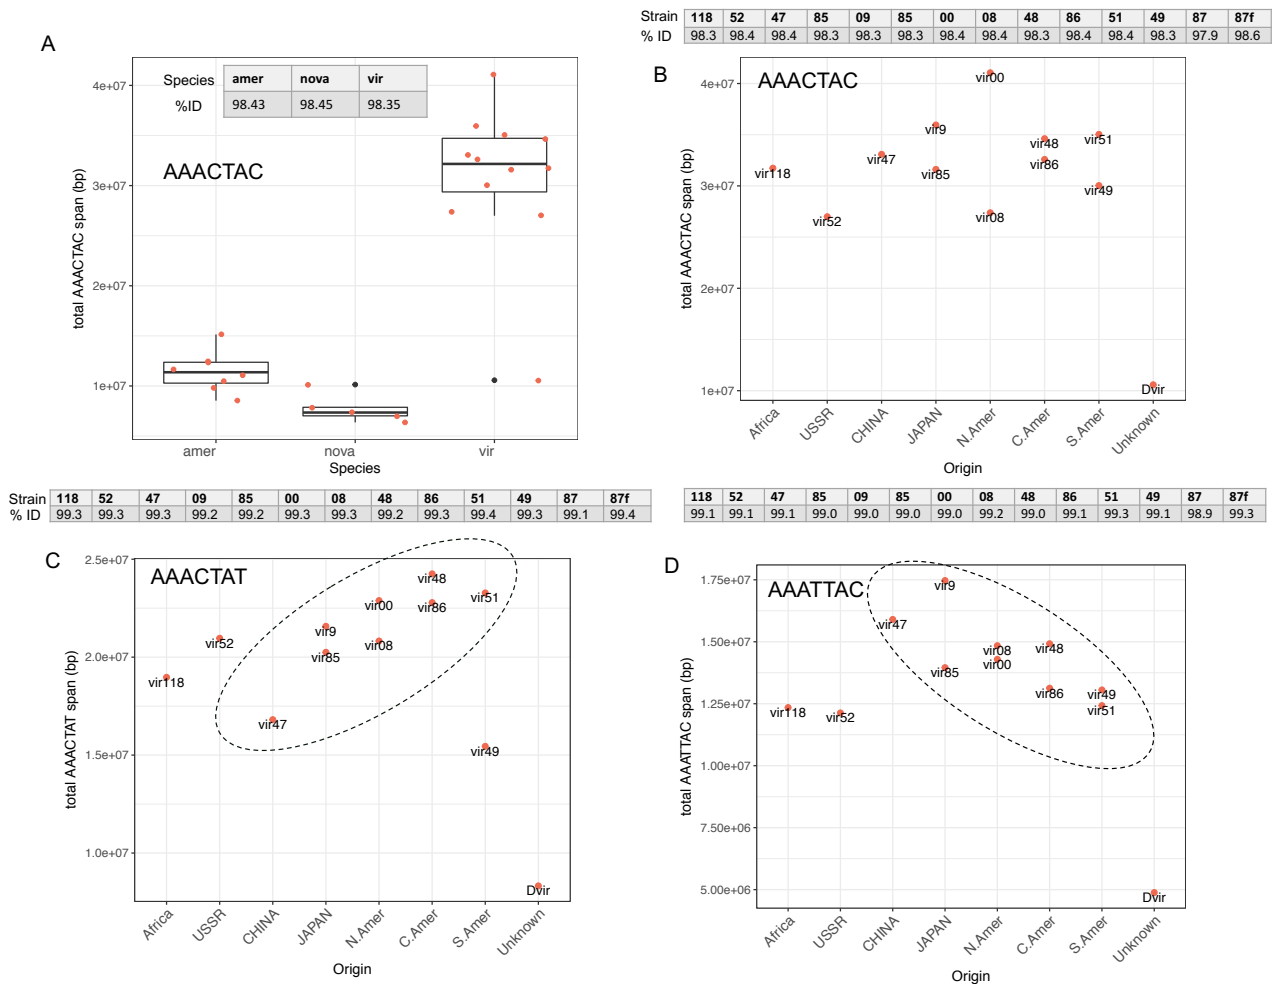 Strain 118 52 47 85 09 85 00 08 48 86 51 49 87 87f
% ID 98.3 98.4 98.4 98.3 98.3 98.3 98.4 98.4 98.3 98.4 98.4 98.3 97.9 98.6
A
Species amer nova vir
%ID 98.43 98.45 98.35
AAACTAC
total AAACTAC span (bp)
4e+07
3e+07
2e+07
1e+07
amer nova vir
Species
B
AAACTAC
total AAACTAC span (bp)
4e+07
3e+07
2e+07
1e+07
vir00
vir9
vir51
vir48
vir47
vir86
vir118
vir85
vir49
vir08
vir52
Dvir
Africa USSR CHINA JAPAN N.Amer C.Amer S.Amer Unknown
Origin
Strain 118 52 47 09 85 00 08 48 86 51 49 87 87f
% ID 99.3 99.3 99.3 99.2 99.2 99.3 99.3 99.2 99.3 99.4 99.3 99.1 99.4
C
AAACTAT
total AAACTAT span (bp)
2.5e+07
2.0e+07
1.5e+07
1.0e+07
vir48
vir51
vir00
vir86
vir9
vir52
vir08
vir85
vir118
vir47
vir49
Dvir
Africa USSR CHINA JAPAN N.Amer C.Amer S.Amer Unknown
Origin
118 52 47 85 09 85 00 08 48 86 51 49 87 87f
99.1 99.1 99.1 99.0 99.0 99.0 99.0 99.2 99.0 99.1 99.3 99.1 98.9 99.3
D
AAATTAC
total AAATTAC span (bp)
1.75e+07
1.50e+07
1.25e+07
1.00e+07
7.50e+06
5.00e+06
vir9
vir47
vir08
vir48
vir00
vir85
vir86
vir49
vir51
vir118
vir52
Dvir
Africa USSR CHINA JAPAN N.Amer C.Amer S.Amer Unknown
Origin